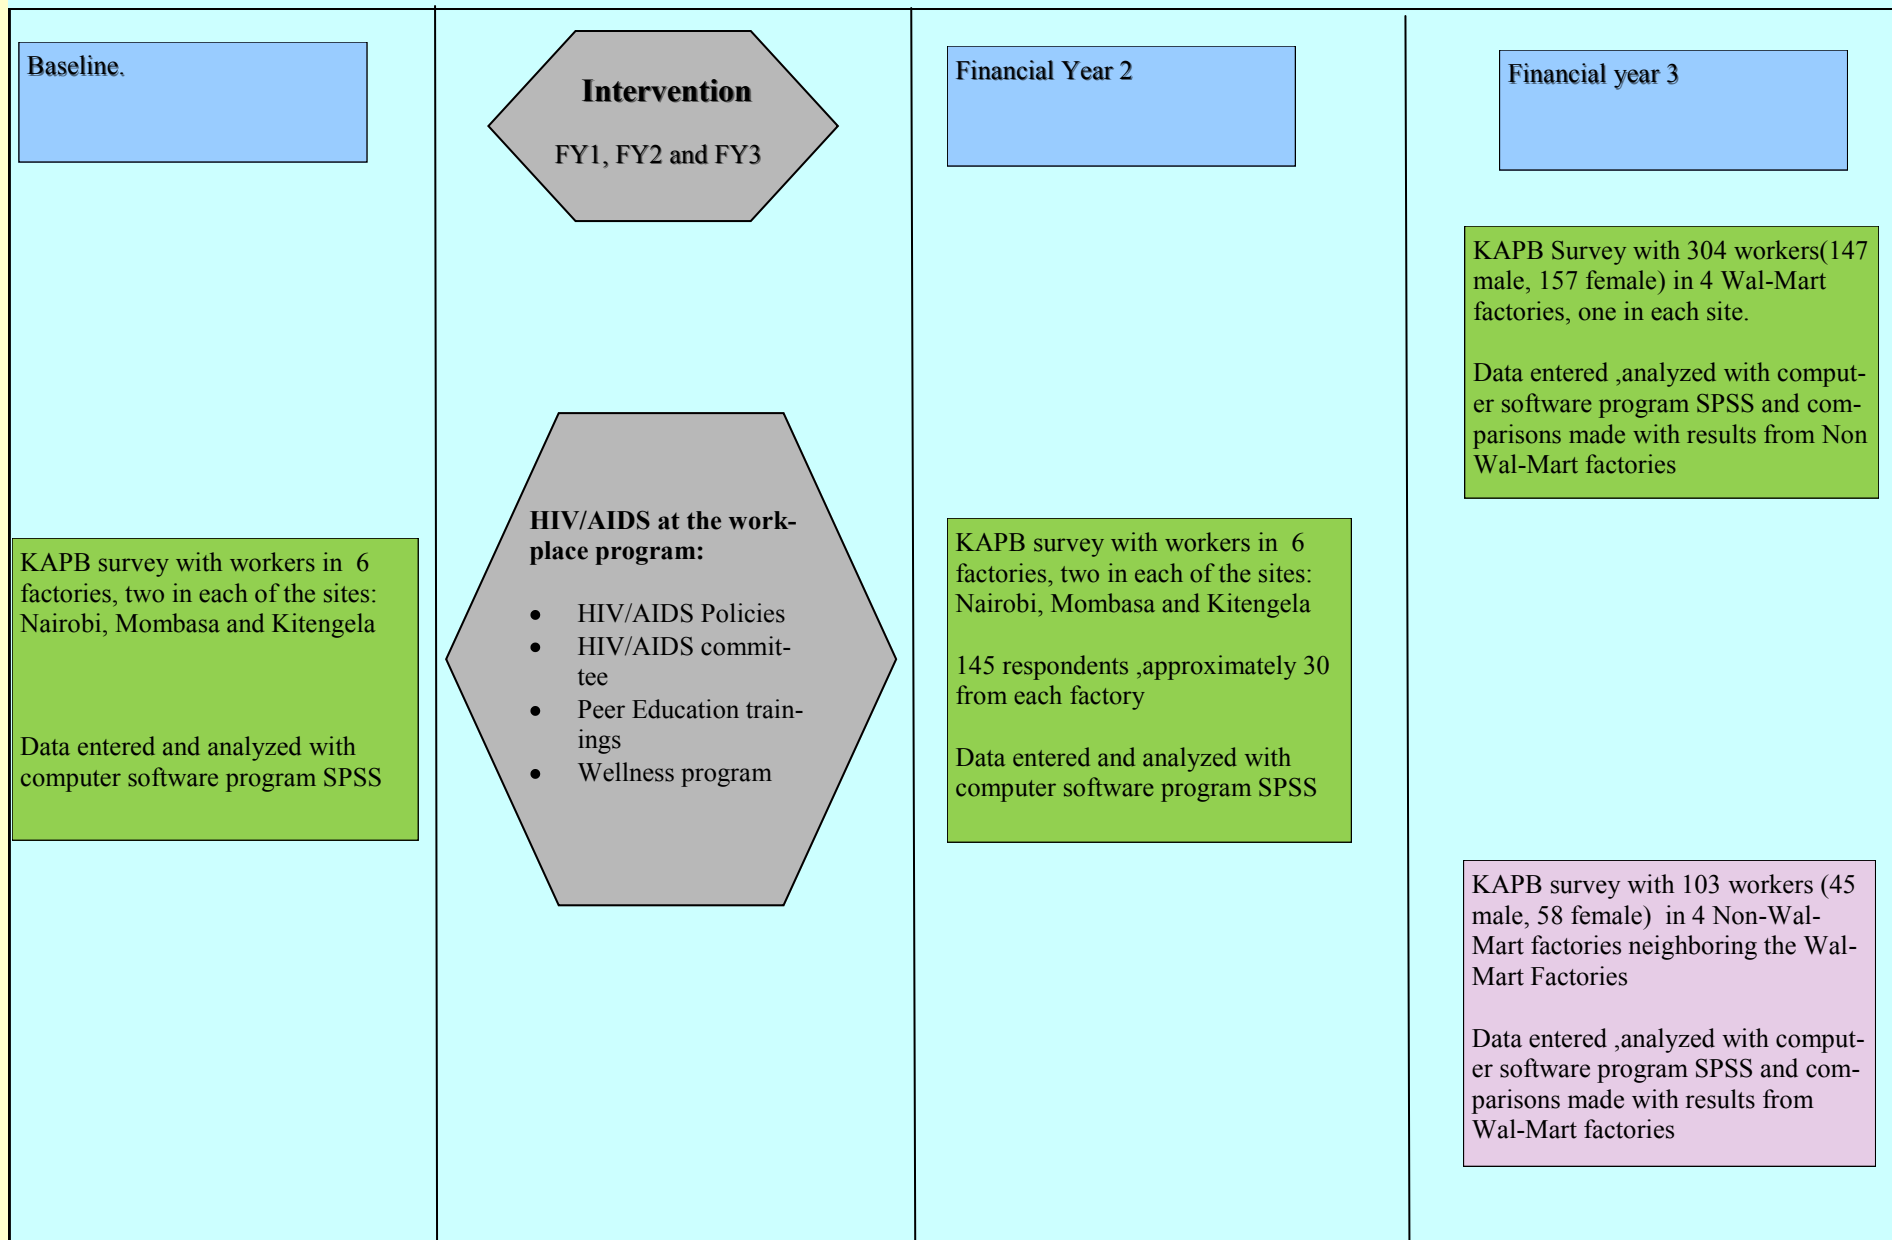 Baseline.
KAPB survey with workers in 6
factories, two in each of the sites:
Nairobi, Mombasa and Kitengela
Data entered and analyzed with
computer software program SPSS
Intervention
FY1, FY2 and FY3
HIV/AIDS at the work-
place program:
• HIV/AIDS Policies
• HIV/AIDS commit-
tee
• Peer Education train-
ings
• Wellness program
Financial Year 2
KAPB survey with workers in 6
factories, two in each of the sites:
Nairobi, Mombasa and Kitengela
145 respondents ,approximately 30
from each factory
Data entered and analyzed with
computer software program SPSS
Financial year 3
KAPB Survey with 304 workers(147
male, 157 female) in 4 Wal-Mart
factories, one in each site.
Data entered ,analyzed with comput-
er software program SPSS and com-
parisons made with results from Non
Wal-Mart factories
KAPB survey with 103 workers (45
male, 58 female) in 4 Non-Wal-
Mart factories neighboring the Wal-
Mart Factories
Data entered ,analyzed with comput-
er software program SPSS and com-
parisons made with results from
Wal-Mart factories